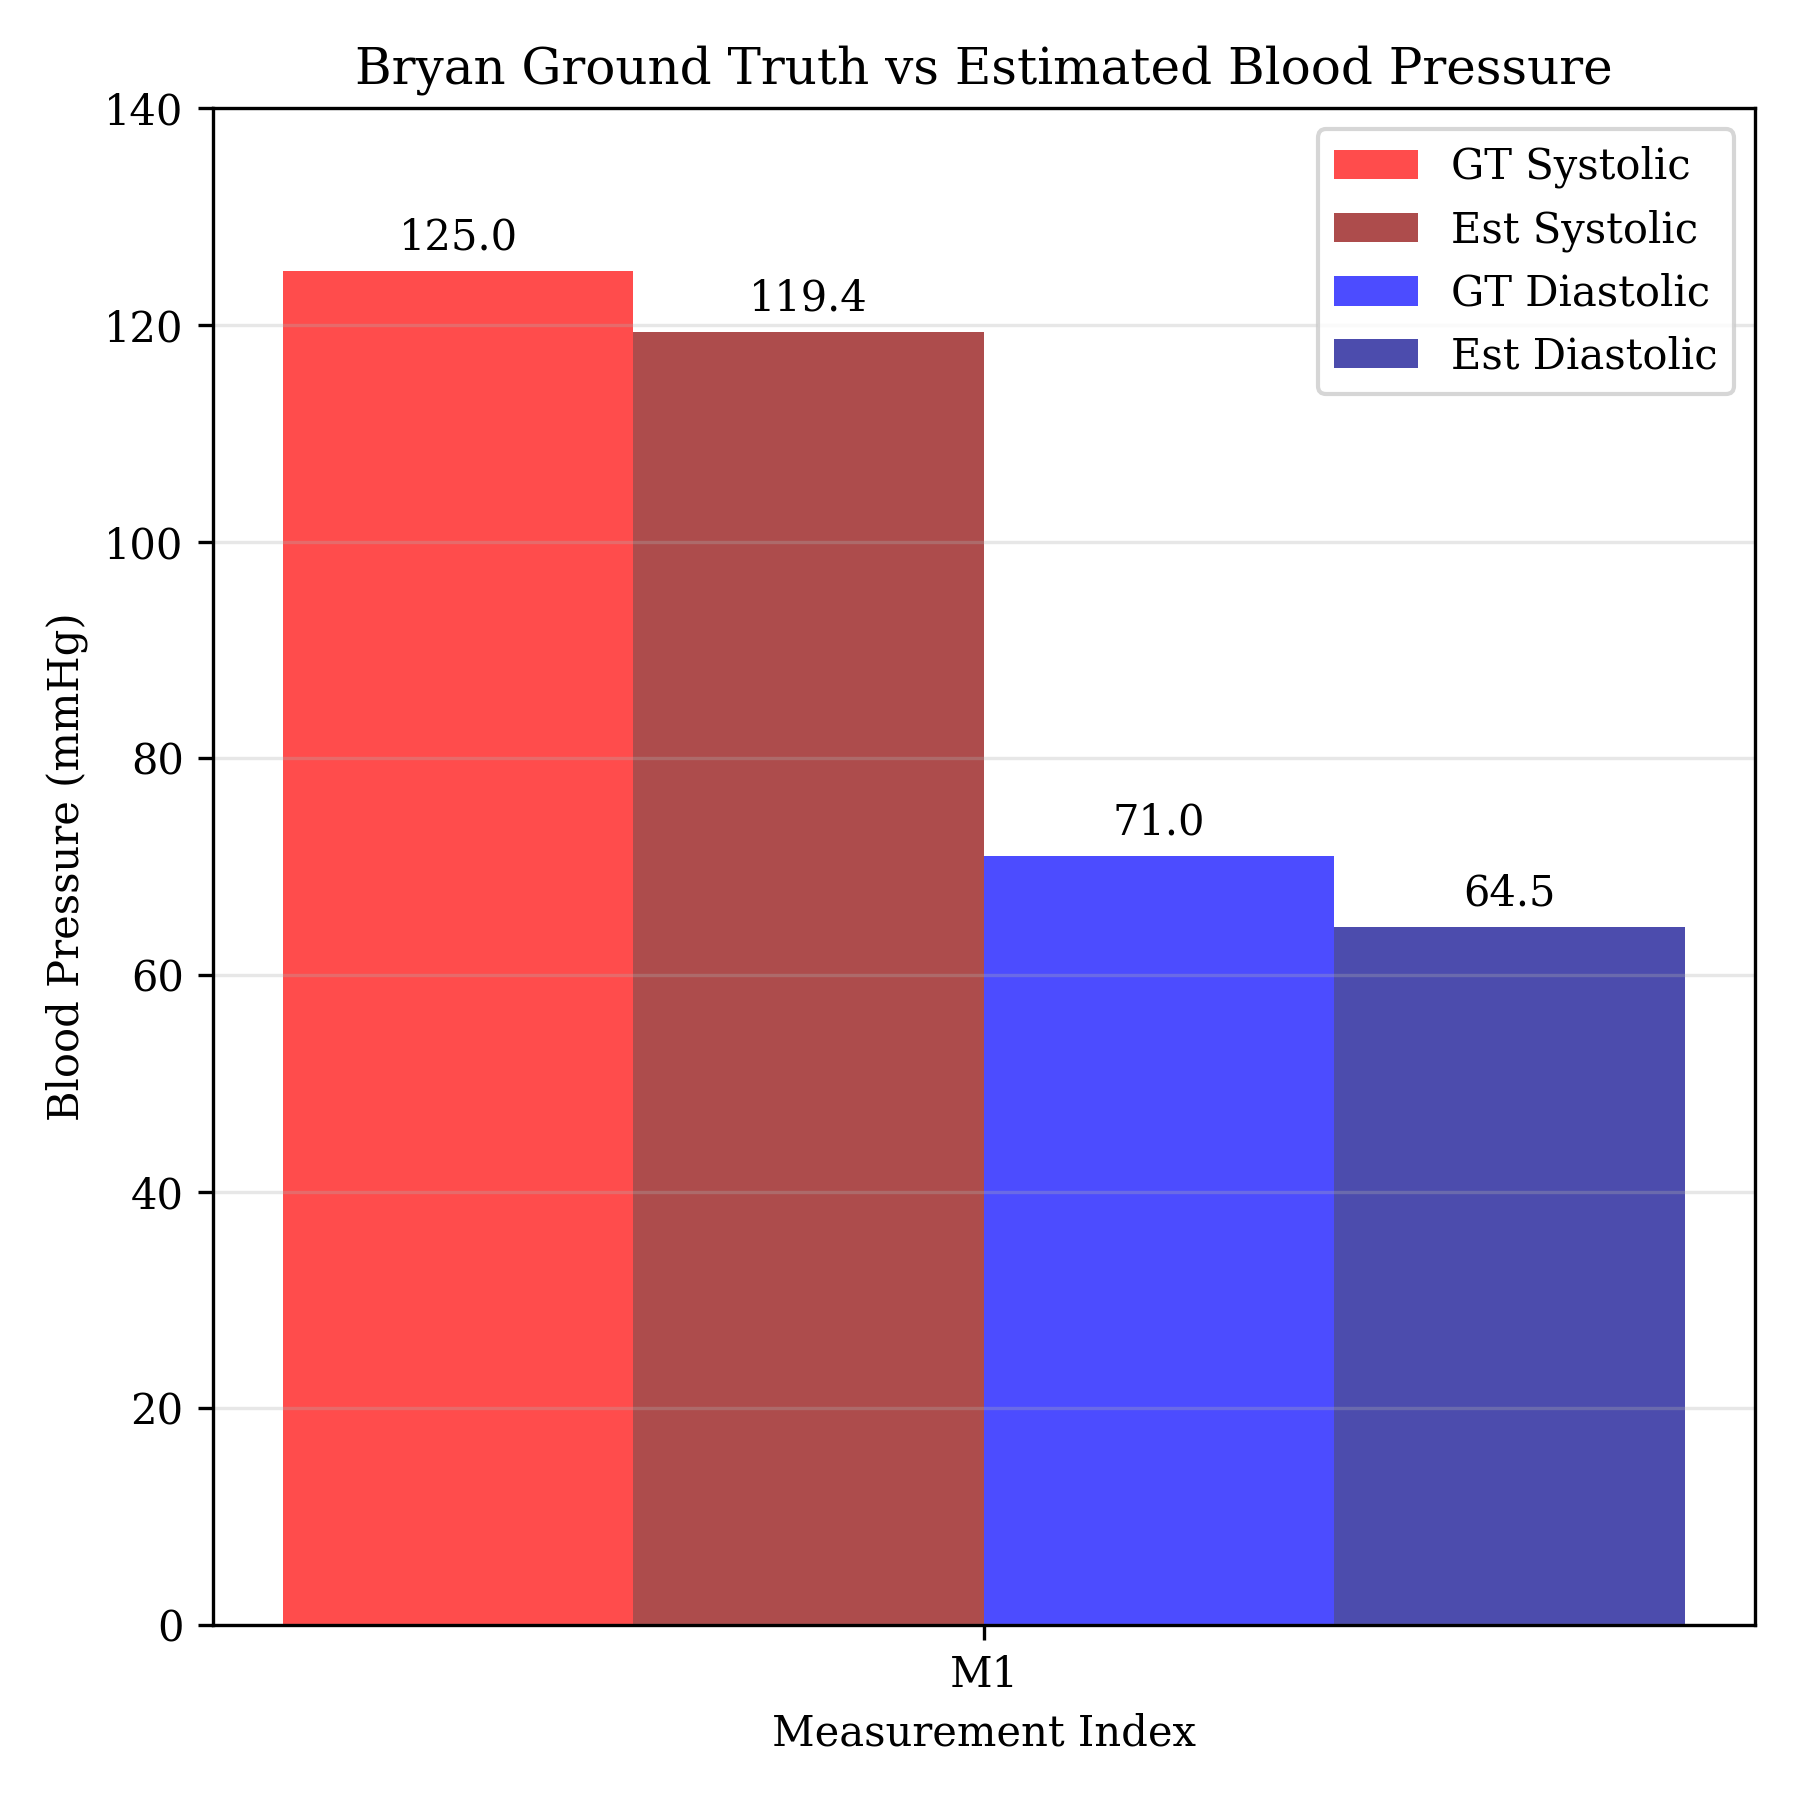 Bryan Ground Truth vs Estimated Blood Pressure
140
120
100
80
60
40
20
0
Blood Pressure (mmHg)
125.0
119.4
71.0
64.5
GT Systolic
Est Systolic
GT Diastolic
Est Diastolic
M1
Measurement Index